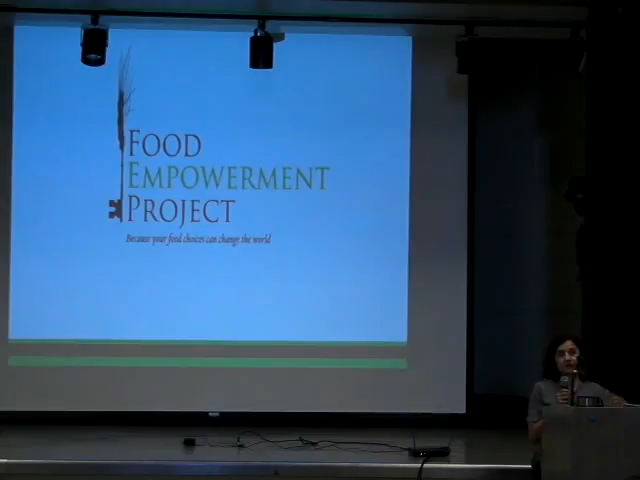 FOOD
EMPOWERMENT
PROJECT
Because your food choices can change the world